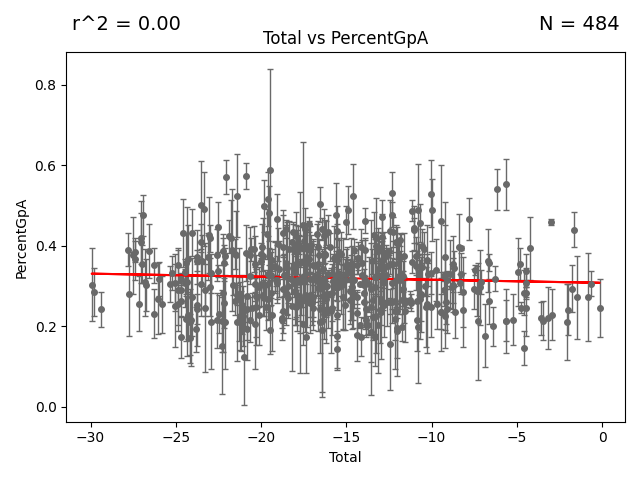 r^2 = 0.00
N = 484
Total vs PercentGpA
PercentGpA
0.8
0.6
0.4
0.2
0.0
−30
−25
−20
−15
−10
−5
0
Total